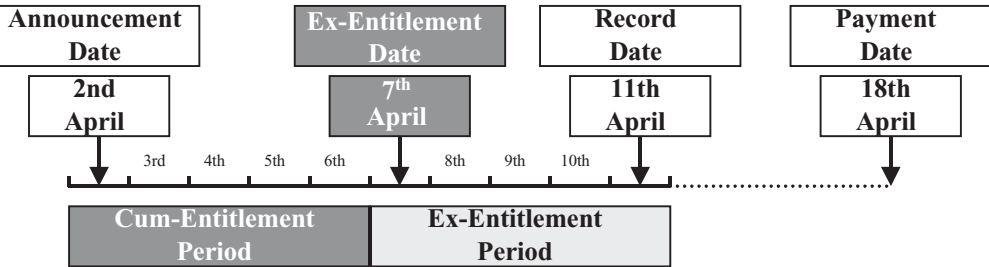 Announcement
Date
Ex-Entitlement
Date
Record
Date
Payment
Date
2nd
April
7th
April
11th
April
18th
April
3rd
4th
5th
6th
8th
9th
10th
Cum-Entitlement
Period
Ex-Entitlement
Period